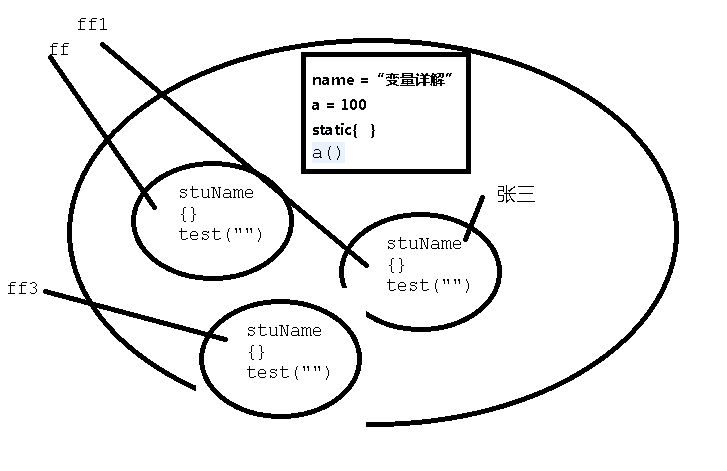 ff1
ff
name =“变量详解”
a = 100
static{  }
a()
stuName
{}
test("")
张三
stuName
{}
test("")
ff3
stuName
{}
test("")